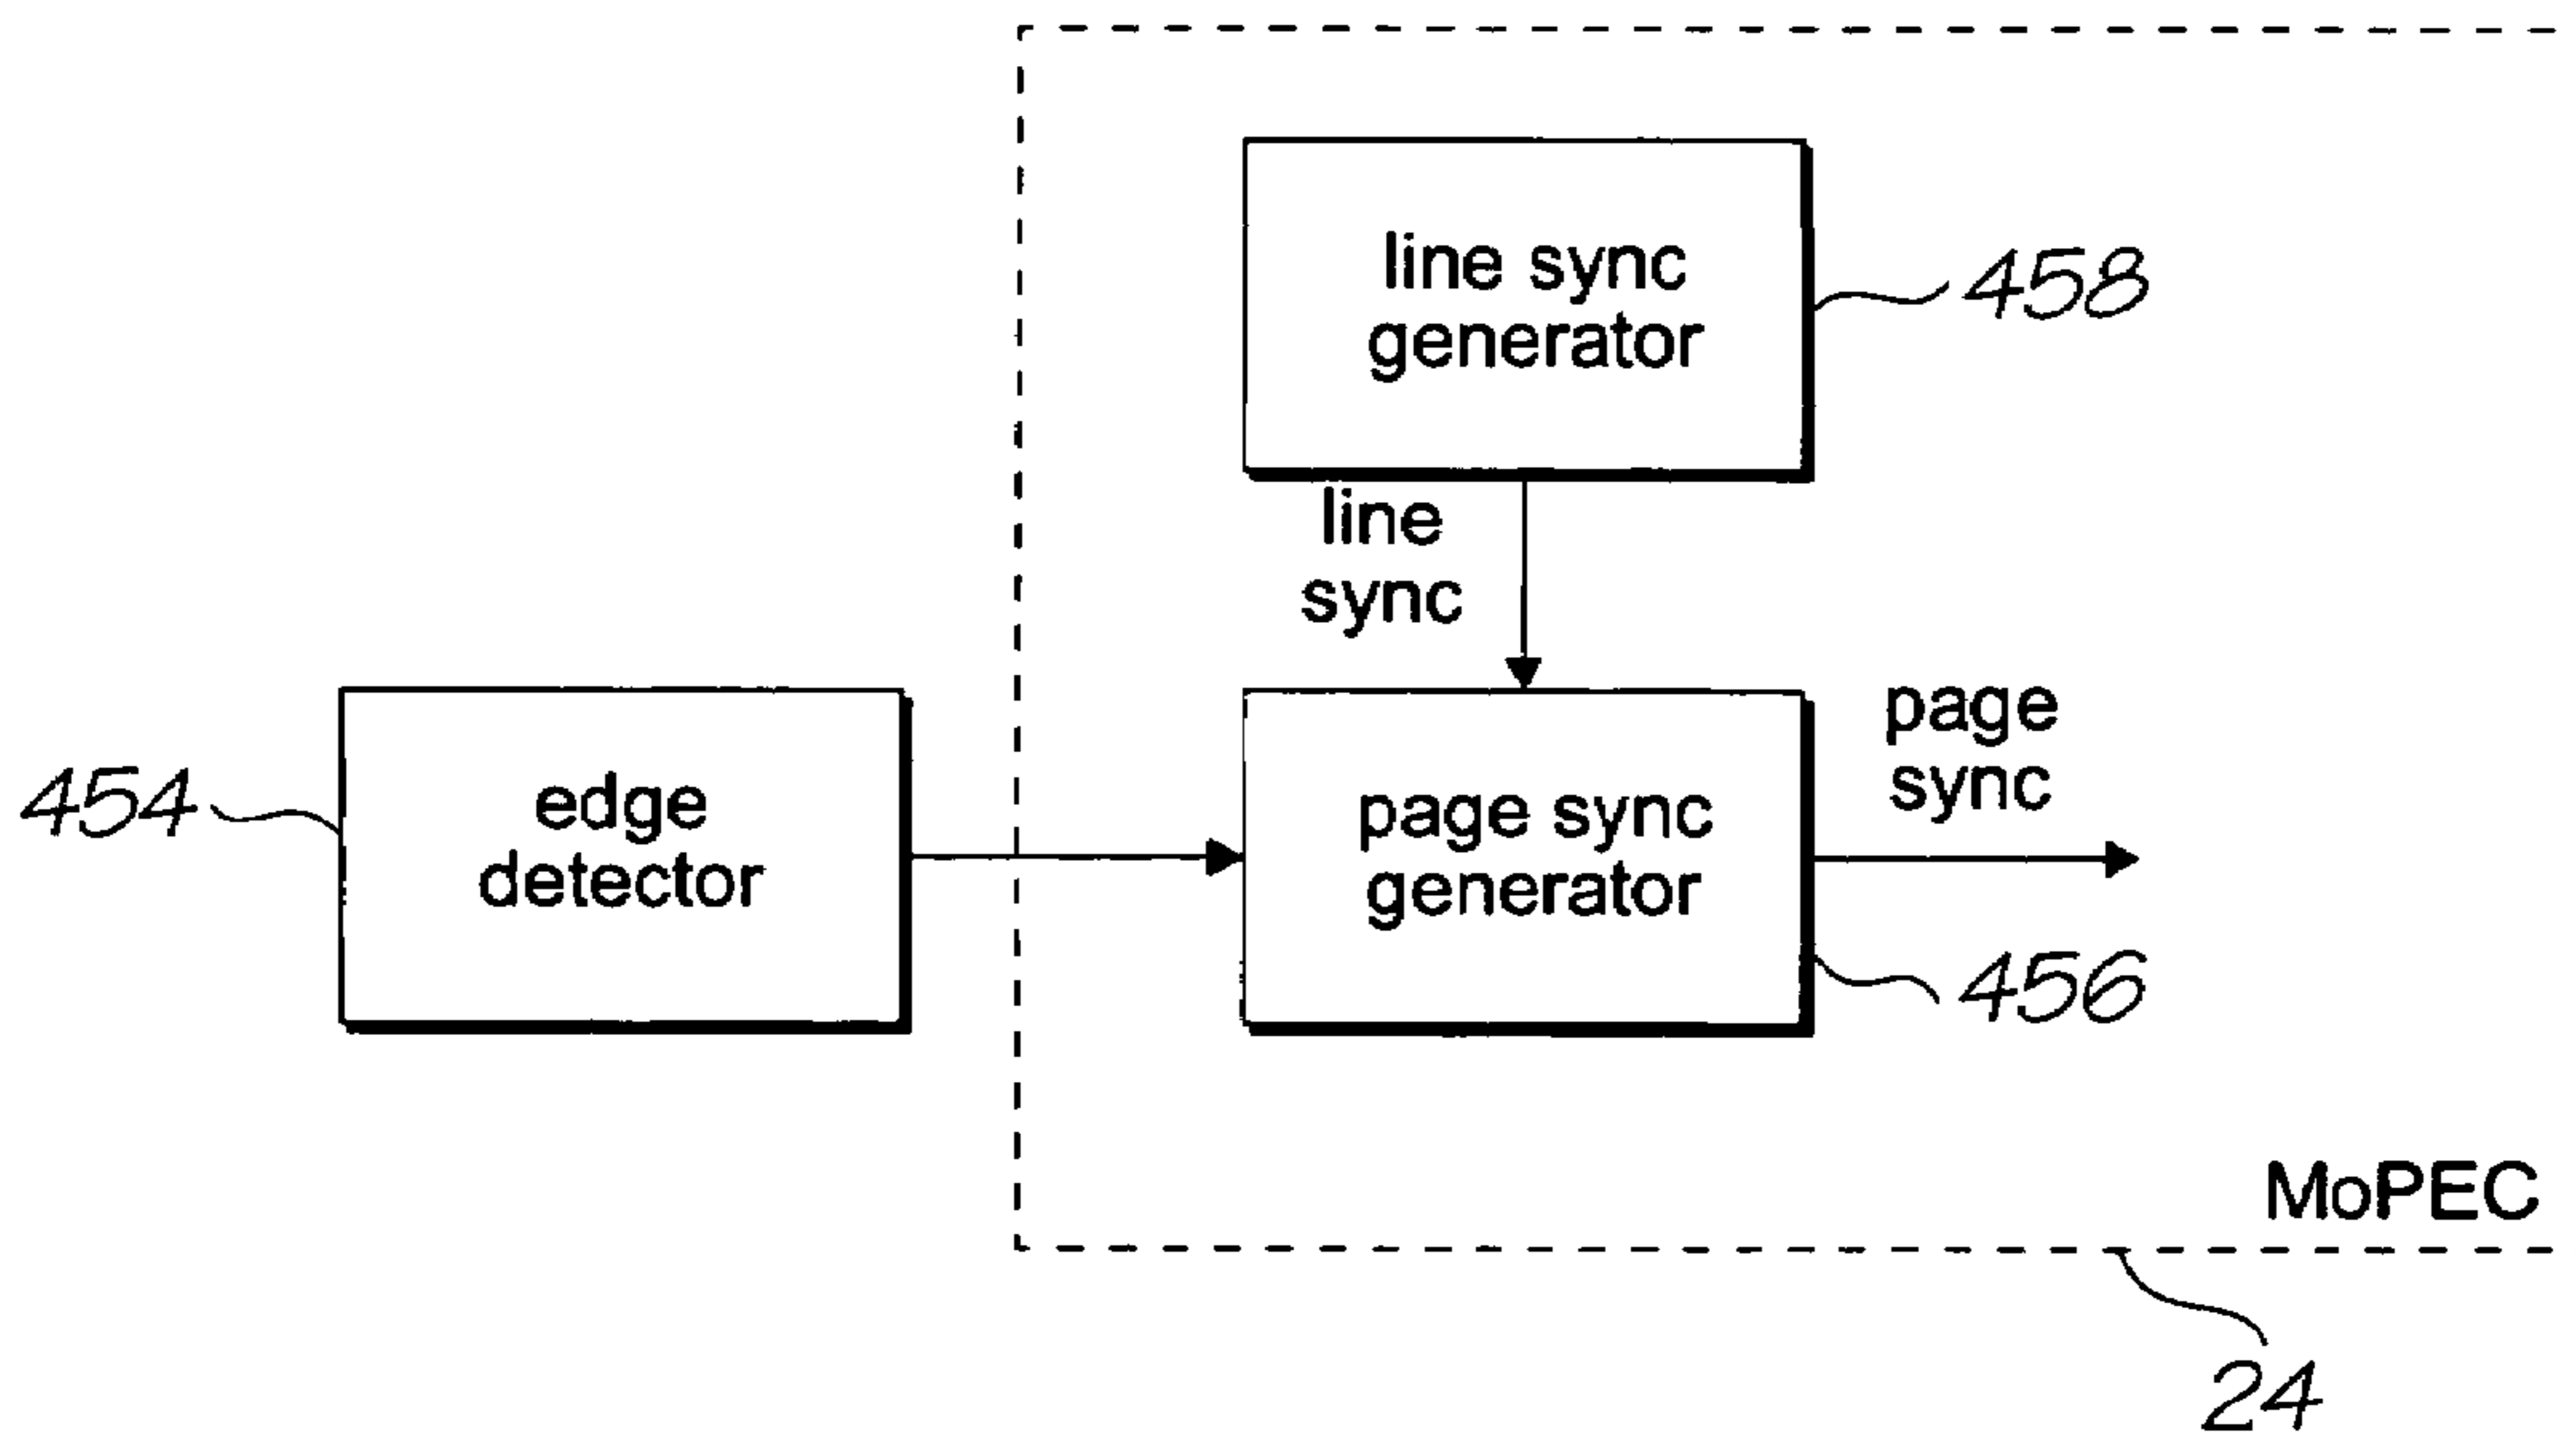 line sync
generator
458
line
sync
454
edge
detector
page sync
generator
page
sync
456
MoPEC
24